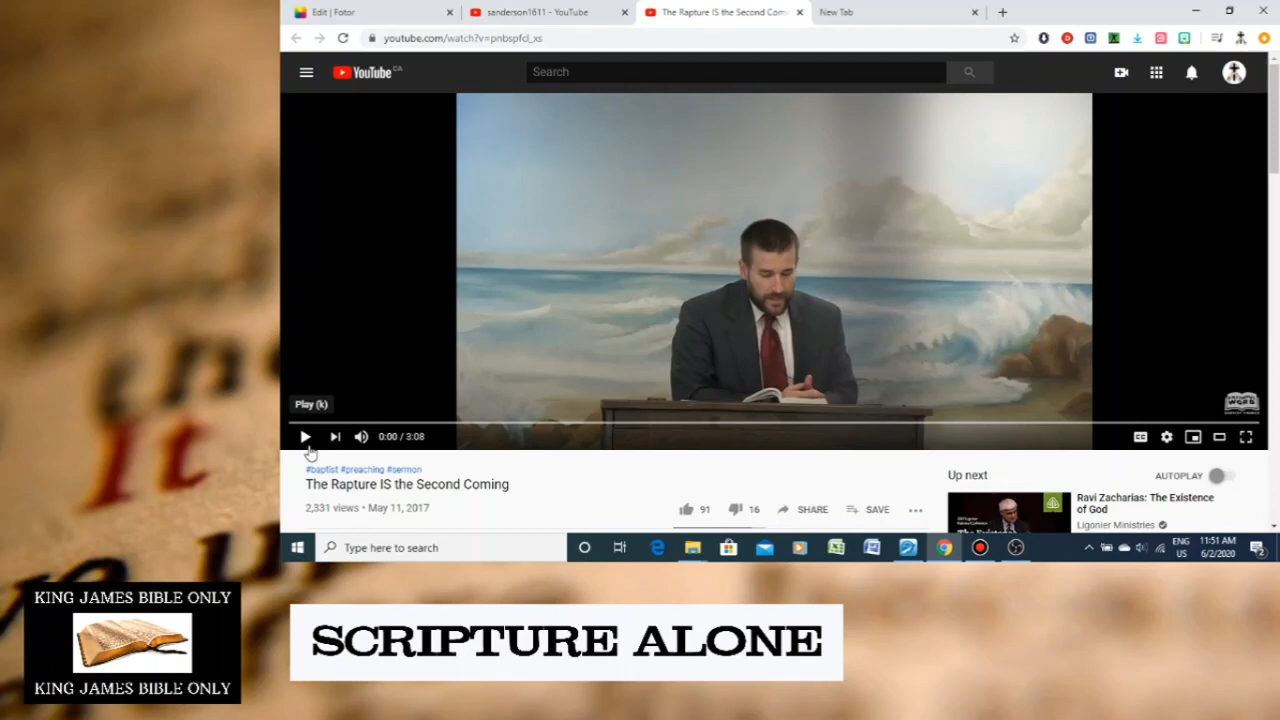 Edit | Fotor
sanderson1611 - YouTube
The Rapture IS the Second Com
New Tab
youtube.com/watch?v=pnbspfcl_xs
YouTube CA
Search
Play (k)
0:00 / 3:08
#baptist #preaching #sermon
The Rapture IS the Second Coming
2,331 views • May 11, 2017
91
16
SHARE
SAVE
Up next
AUTOPLAY
Ravi Zacharias: The Existence
of God
Ligonier Ministries
Type here to search
ENG
US
11:51 AM
6/2/2020
KING JAMES BIBLE ONLY
KING JAMES BIBLE ONLY
SCRIPTURE ALONE
It